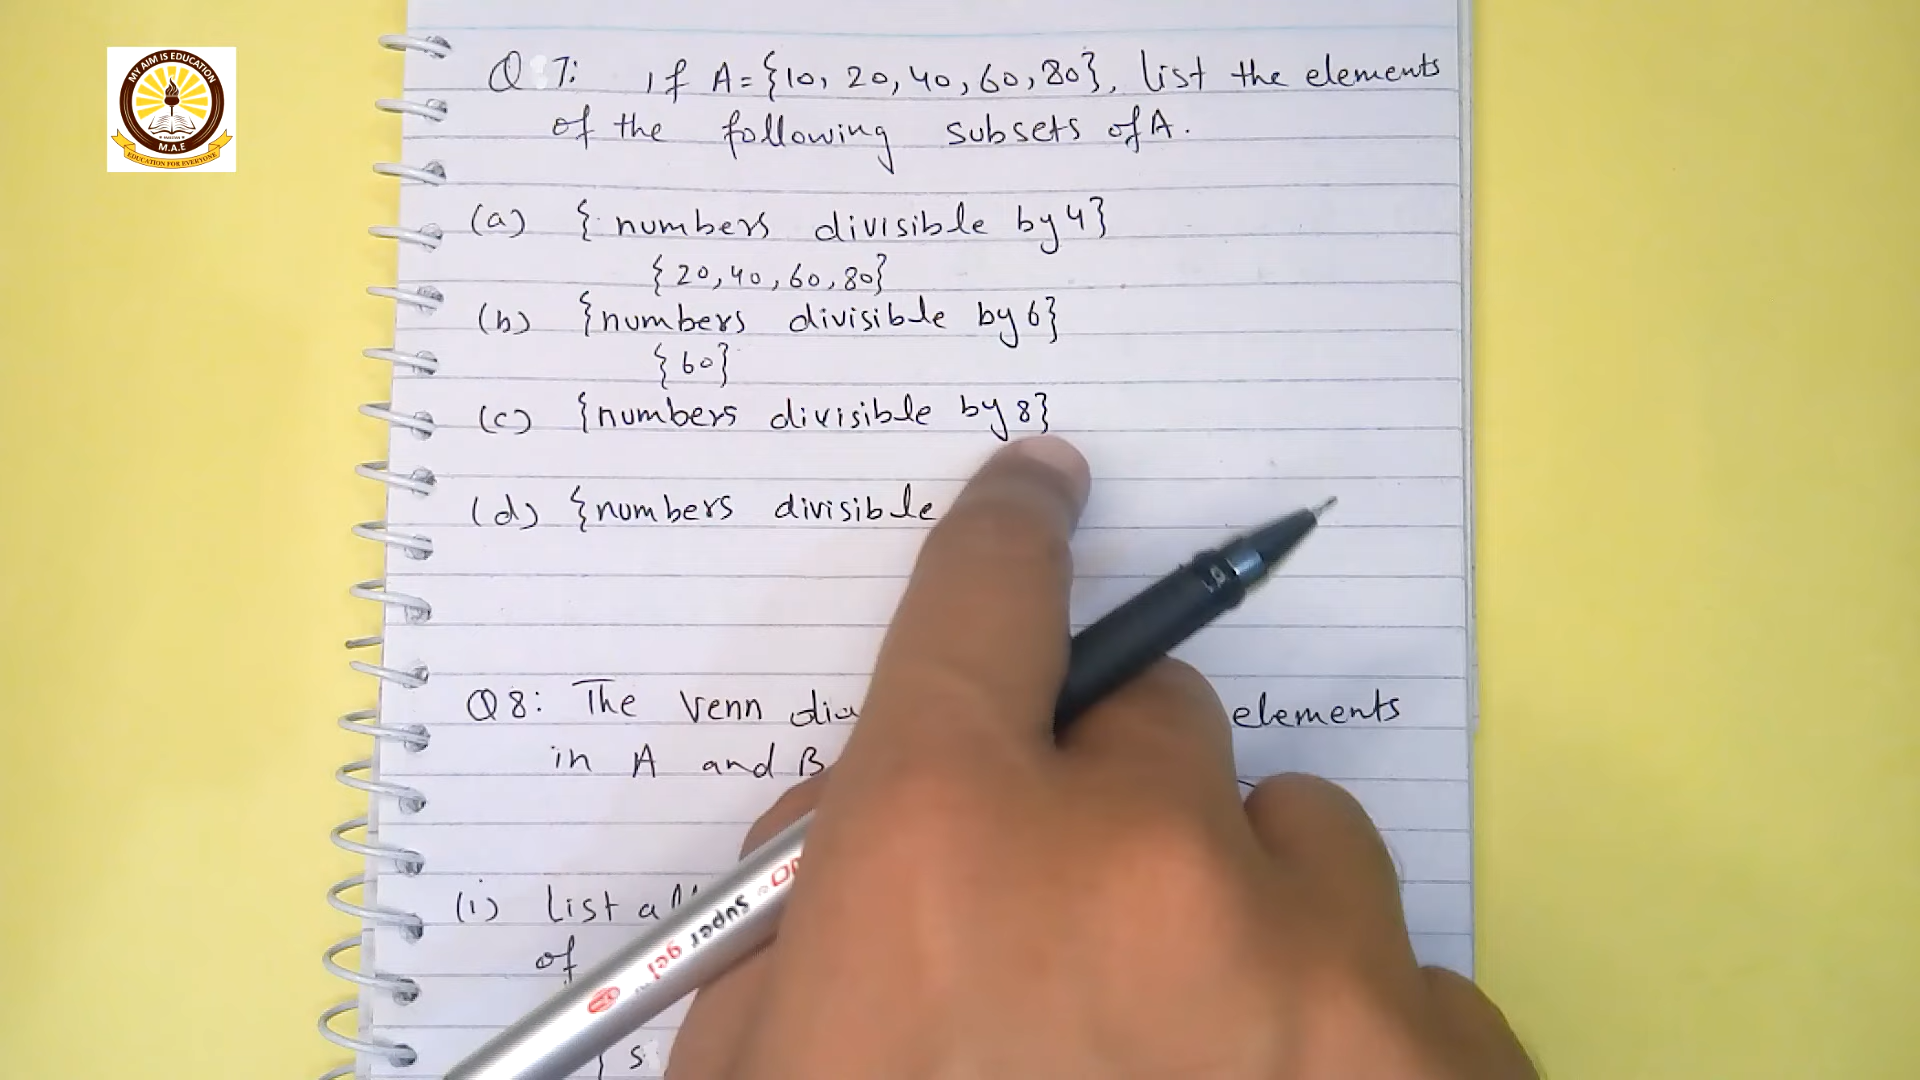 MY AIM IS EDUCATION
M.A.E
EDUCATION FOR EVERYONE
Q 7: If A={10, 20, 40, 60, 80}, list the elements
of the following subsets of A.
(a) { numbers divisible by 4}
{20, 40, 60, 80}
(b) {numbers divisible by 6}
{60}
(c) {numbers divisible by 8}
(d) {numbers divisible
Q8: The Venn elements
in A and B
(i) list
of
1.0
Super gel